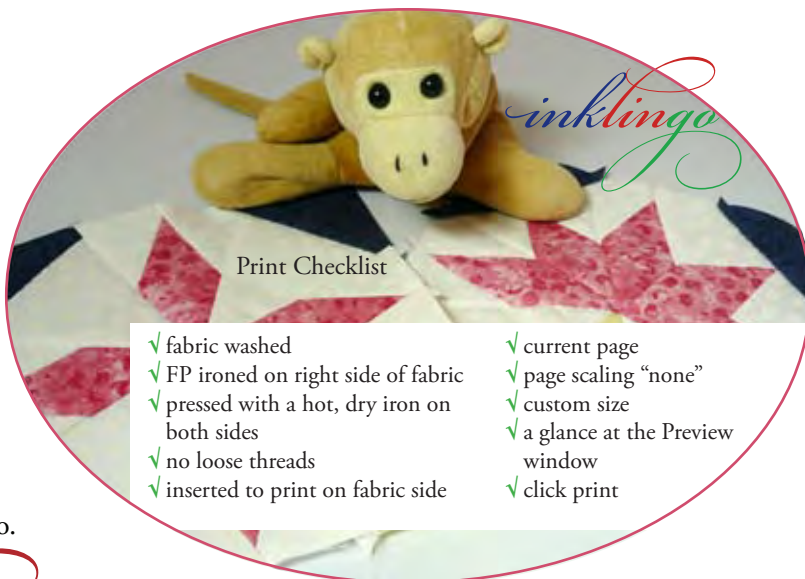 inklingo
Print Checklist
√ fabric washed
√ FP ironed on right side of fabric
√ pressed with a hot, dry iron on
both sides
√ no loose threads
√ inserted to print on fabric side
√ current page
√ page scaling “none”
√ custom size
√ a glance at the Preview
window
√ click print
o.